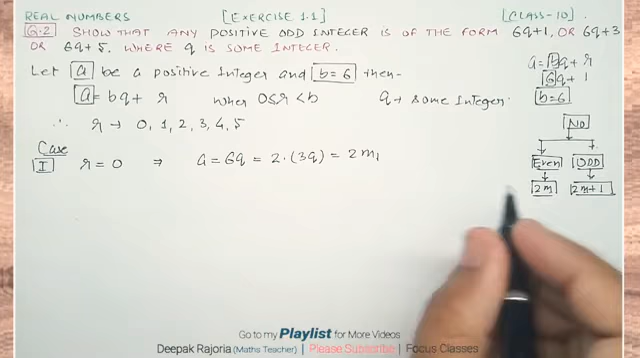 REAL NUMBERS [EXERCISE 1.1] [CLASS-10]
Q.2 SHOW THAT ANY POSITIVE ODD INTEGER IS OF THE FORM 6q+1, OR 6q+3
OR 6q+5, WHERE q IS SOME INTEGER.
Let a be a positive Integer and b=6 then-
a = bq + r wher 0≤r<b q → some Integer.
∴ r → 0, 1, 2, 3, 4, 5
Case
I r = 0 ⇒ a = 6q = 2·(3q) = 2m₁
a = bq + r
6q + 1
b=6
No
Even ODD
2m 2m+1
Go to my Playlist for More Videos
Deepak Rajoria (Maths Teacher) | Please Subscribe | Focus Classes